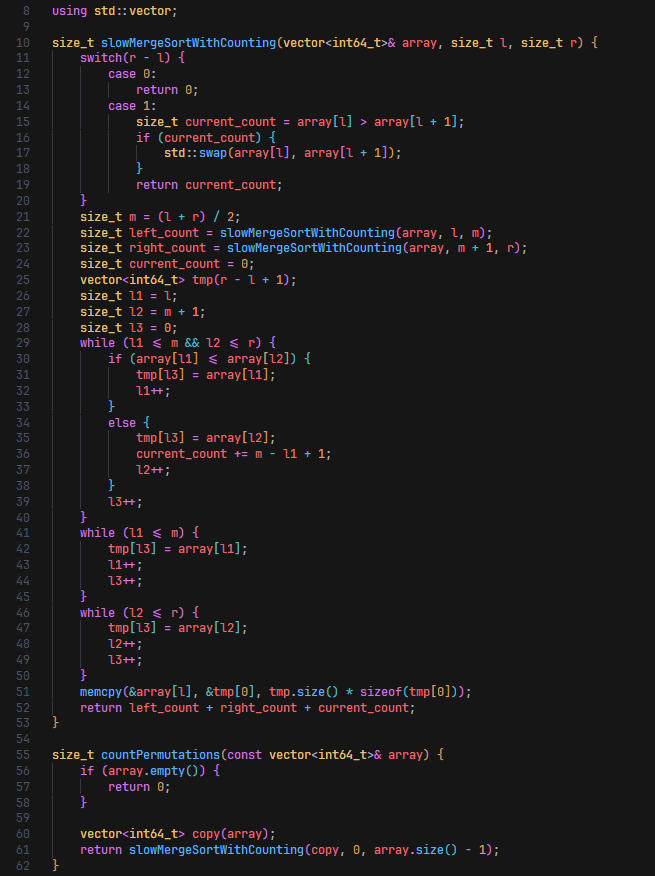 8 using std::vector;
9
10 size_t slowMergeSortWithCounting(vector<int64_t>& array, size_t l, size_t r) {
11     switch(r - l) {
12         case 0:
13             return 0;
14         case 1:
15             size_t current_count = array[l] > array[l + 1];
16             if (current_count) {
17                 std::swap(array[l], array[l + 1]);
18             }
19             return current_count;
20     }
21     size_t m = (l + r) / 2;
22     size_t left_count = slowMergeSortWithCounting(array, l, m);
23     size_t right_count = slowMergeSortWithCounting(array, m + 1, r);
24     size_t current_count = 0;
25     vector<int64_t> tmp(r - l + 1);
26     size_t l1 = l;
27     size_t l2 = m + 1;
28     size_t l3 = 0;
29     while (l1 <= m && l2 <= r) {
30         if (array[l1] <= array[l2]) {
31             tmp[l3] = array[l1];
32             l1++;
33         }
34         else {
35             tmp[l3] = array[l2];
36             current_count += m - l1 + 1;
37             l2++;
38         }
39         l3++;
40     }
41     while (l1 <= m) {
42         tmp[l3] = array[l1];
43         l1++;
44         l3++;
45     }
46     while (l2 <= r) {
47         tmp[l3] = array[l2];
48         l2++;
49         l3++;
50     }
51     memcpy(&array[l], &tmp[0], tmp.size() * sizeof(tmp[0]));
52     return left_count + right_count + current_count;
53 }
54
55 size_t countPermutations(const vector<int64_t>& array) {
56     if (array.empty()) {
57         return 0;
58     }
59
60     vector<int64_t> copy(array);
61     return slowMergeSortWithCounting(copy, 0, array.size() - 1);
62 }